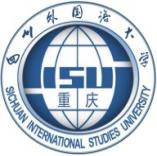 四川外国语大学
ISU
重庆
SICHUAN INTERNATIONAL STUDIES UNIVERSITY